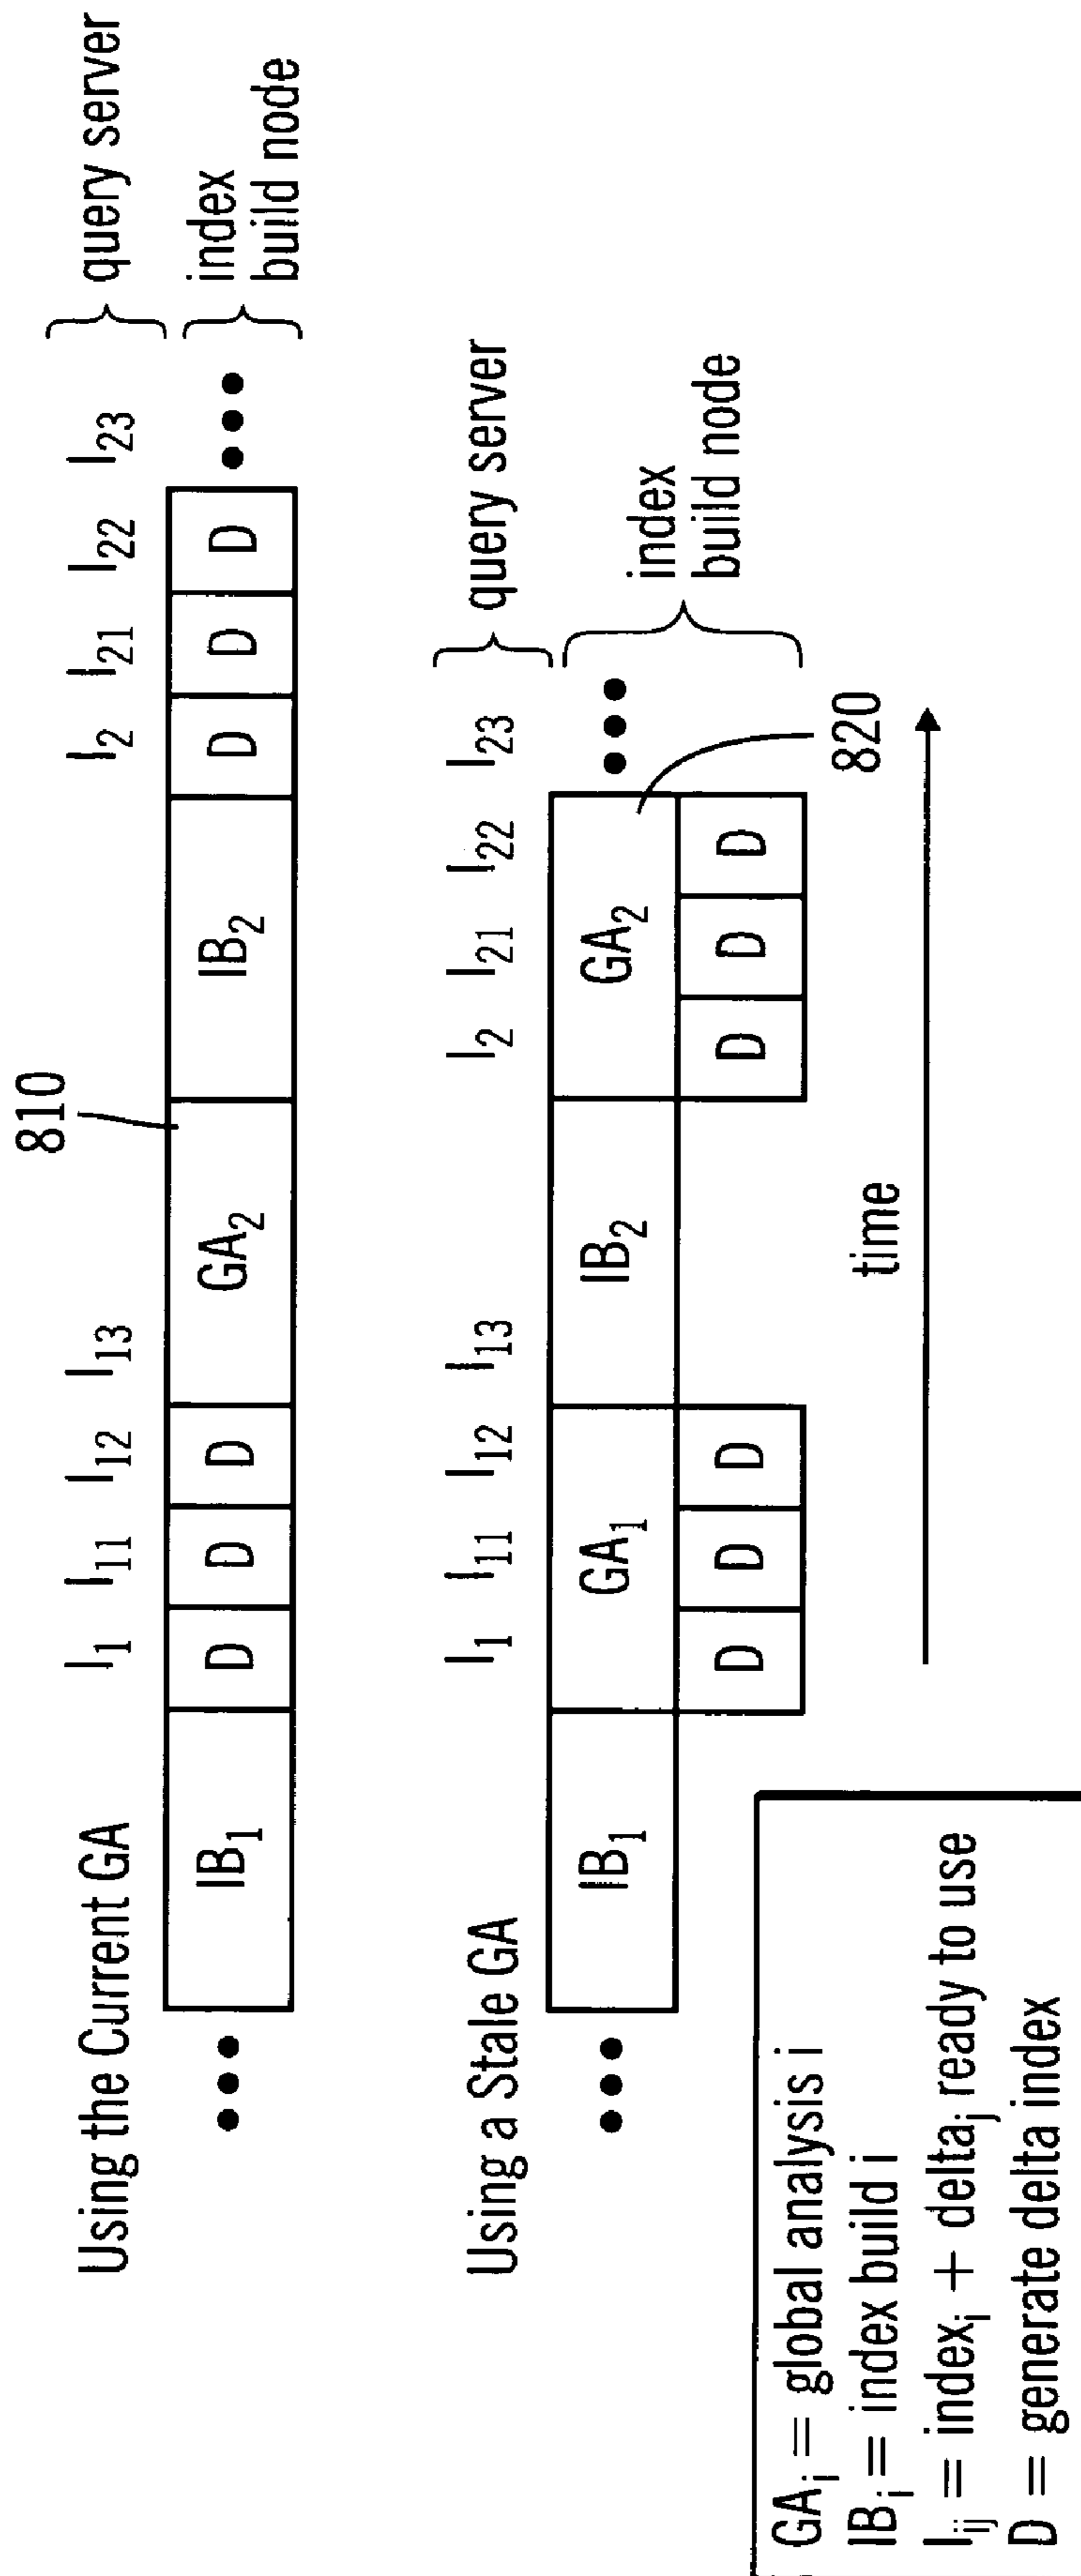 Using the Current GA
810
I₁ I₁₁ I₁₂ I₁₃ I₂ I₂₁ I₂₂ I₂₃ query server
••• IB₁ D D D GA₂ IB₂ D D D ••• index build node
Using a Stale GA
I₁ I₁₁ I₁₂ I₁₃ I₂ I₂₁ I₂₂ I₂₃ query server
••• IB₁ GA₁ IB₂ GA₂ •••
D D D D D D
index
build node
820
time
GAᵢ = global analysis i
IBᵢ = index build i
Iᵢⱼ = indexᵢ + deltaⱼ ready to use
D = generate delta index